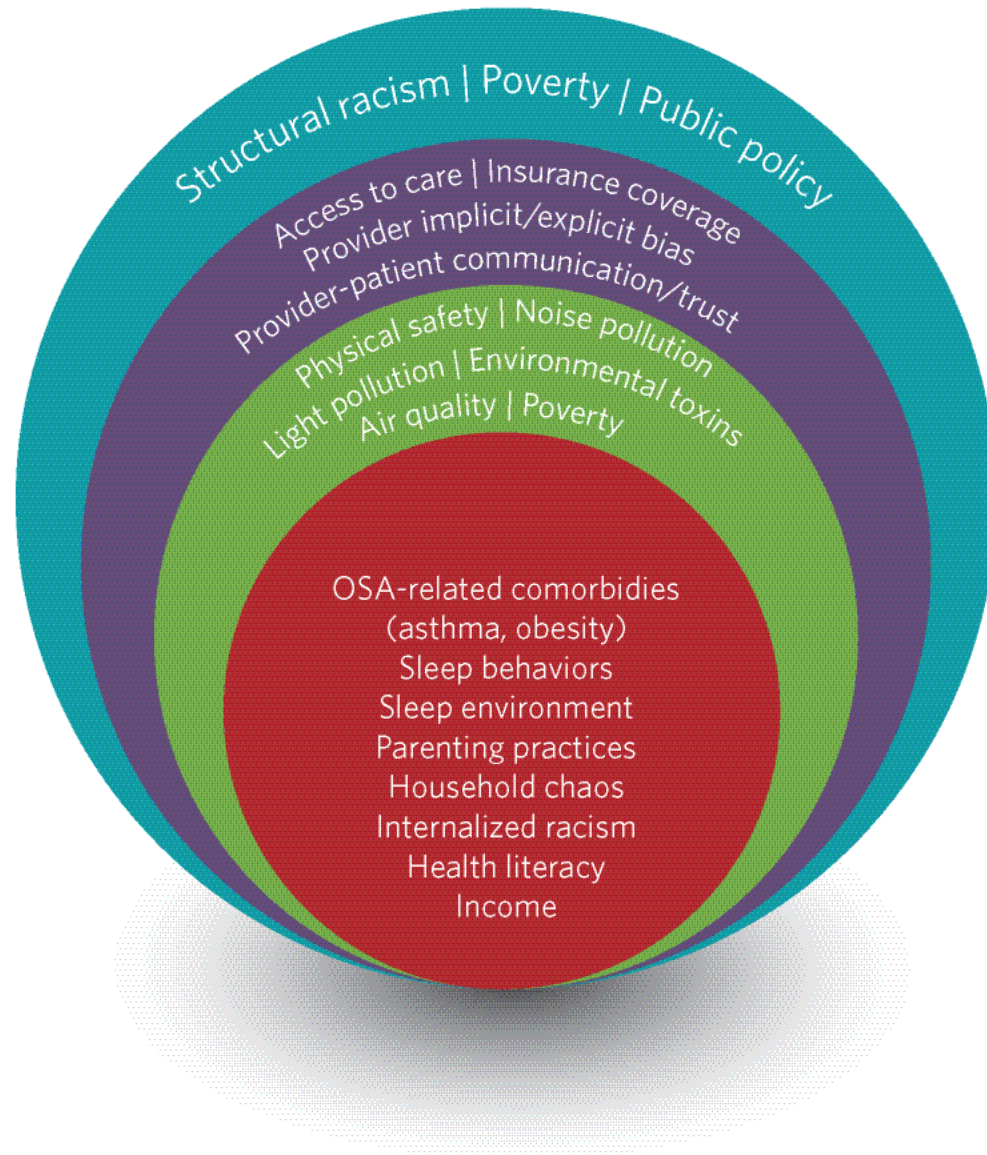 Structural racism | Poverty | Public policy
Access to care | Insurance coverage
Provider implicit/explicit bias
Provider-patient communication/trust
Physical safety | Noise pollution
Light pollution | Environmental toxins
Air quality | Poverty
OSA-related comorbidies
(asthma, obesity)
Sleep behaviors
Sleep environment
Parenting practices
Household chaos
Internalized racism
Health literacy
Income